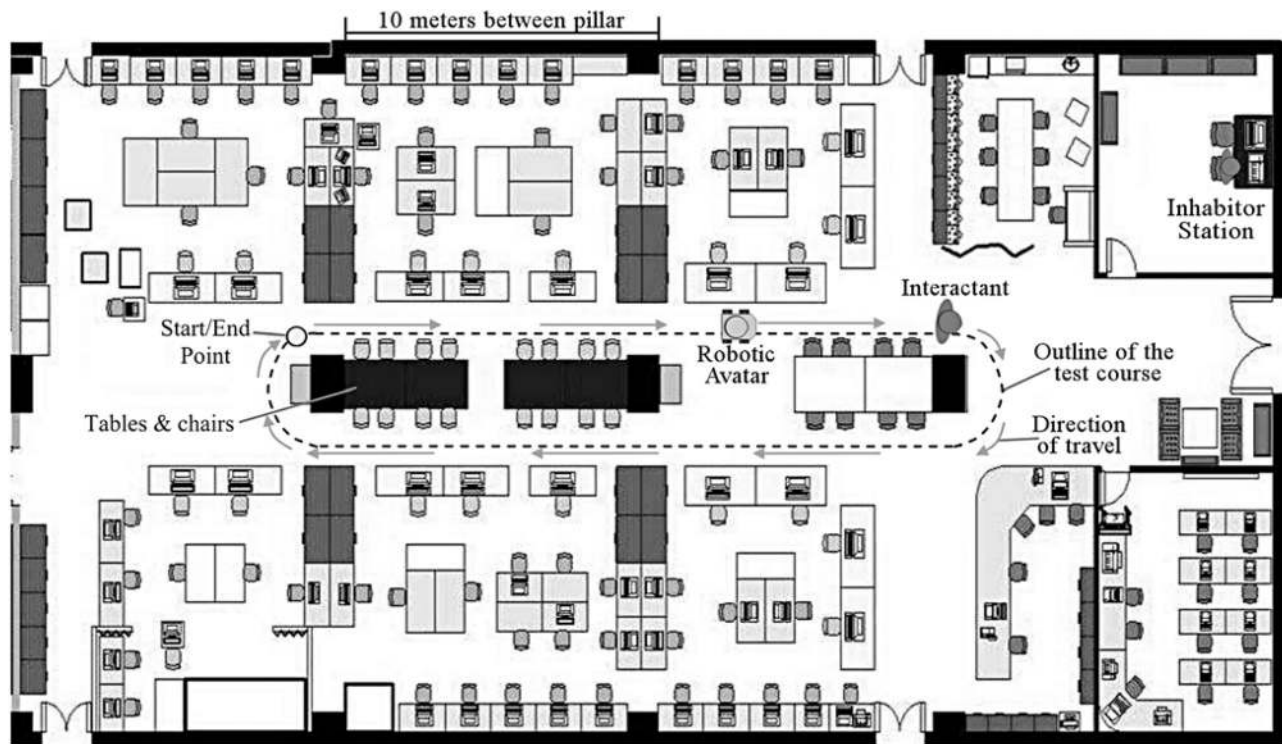 10 meters between pillar
Inhabitor
Station
Interactant
Start/End
Point
Robotic
Avatar
Outline of the
test course
Tables & chairs
Direction
of travel